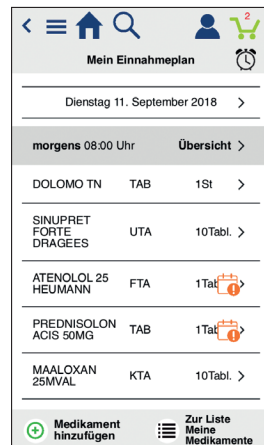 2
Mein Einnahmeplan
Dienstag 11. September 2018
morgens 08:00 Uhr Übersicht
DOLOMO TN TAB 1St
SINUPRET
FORTE UTA 10Tabl.
DRAGEES
ATENOLOL 25
HEUMANN FTA
PREDNISOLON
ACIS 50MG TAB
MAALOXAN
25MVAL KTA 10Tabl.
Medikament
hinzufügen
Zur Liste
Meine
Medikamente